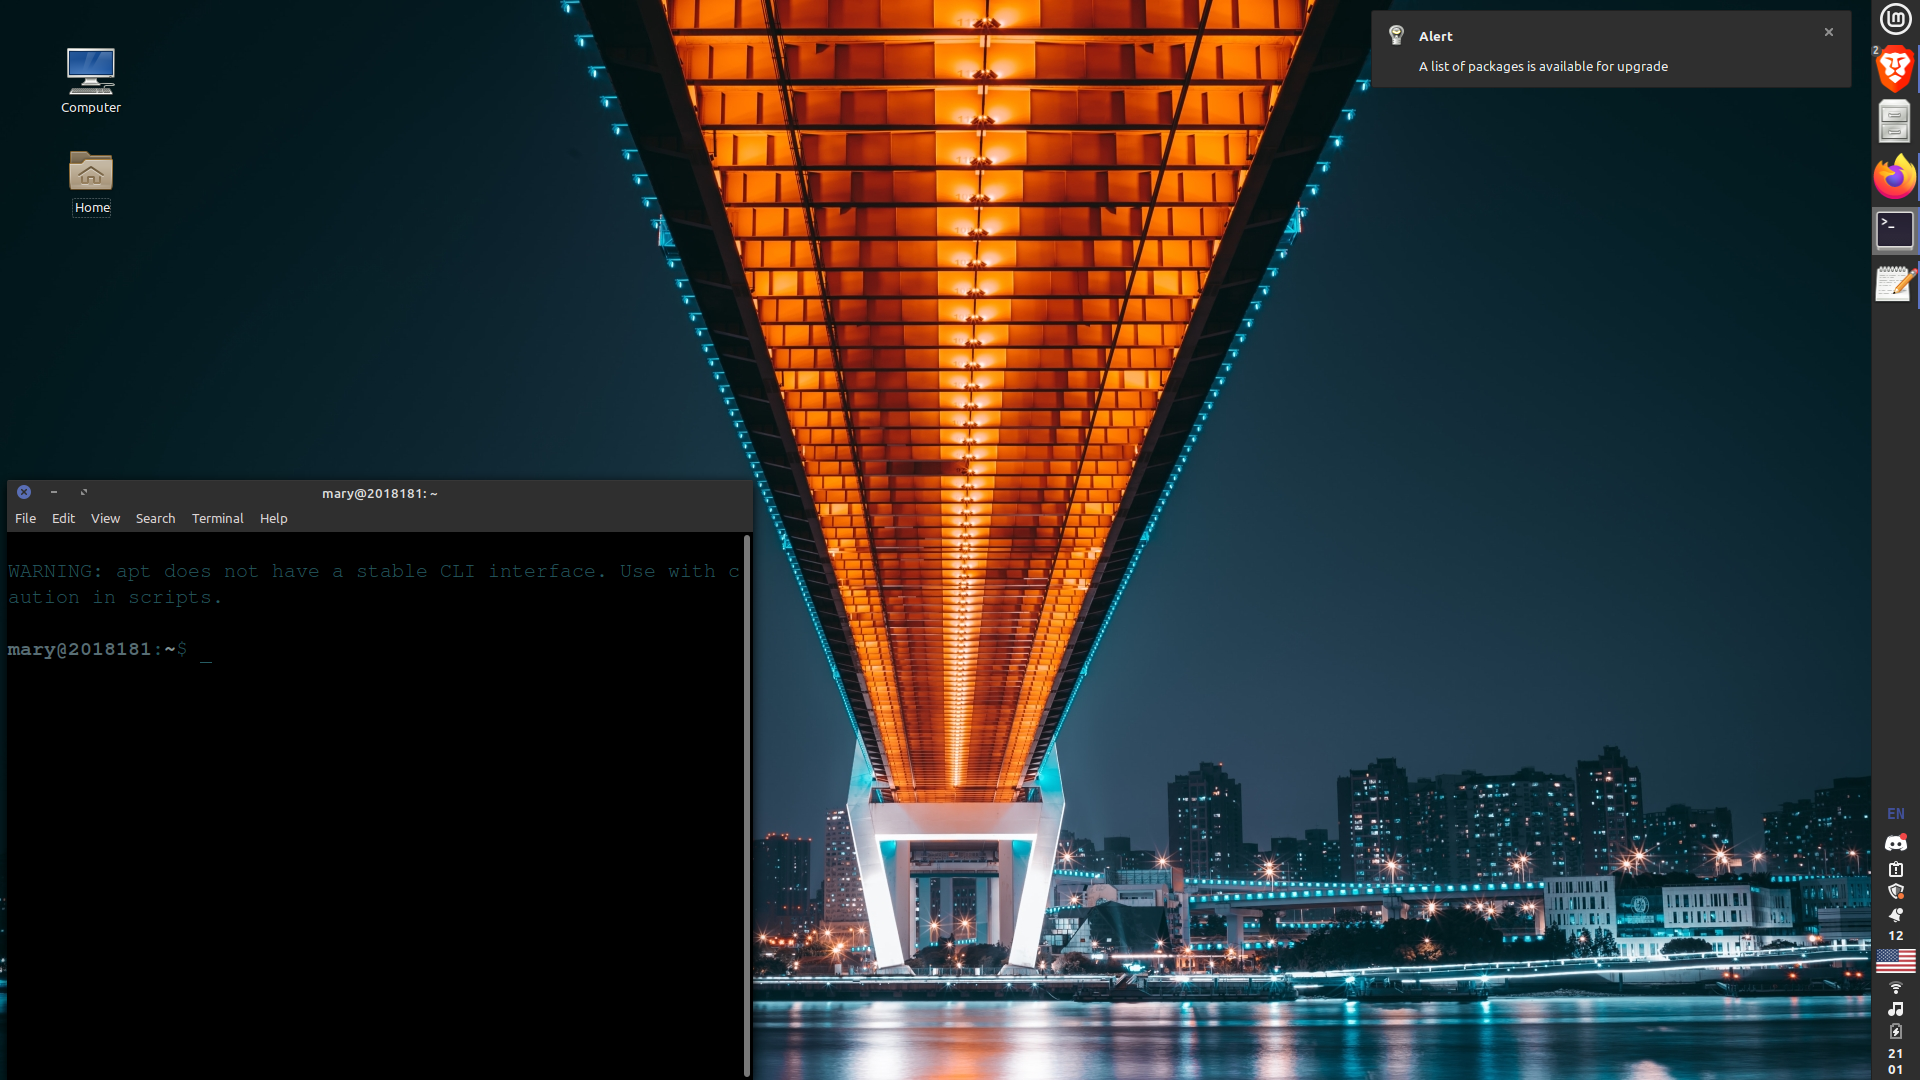 Computer
Home
Alert
A list of packages is available for upgrade
2
mary@2018181: ~
File Edit View Search Terminal Help
WARNING: apt does not have a stable CLI interface. Use with c
aution in scripts.
mary@2018181:~$ _
EN
12
21
01